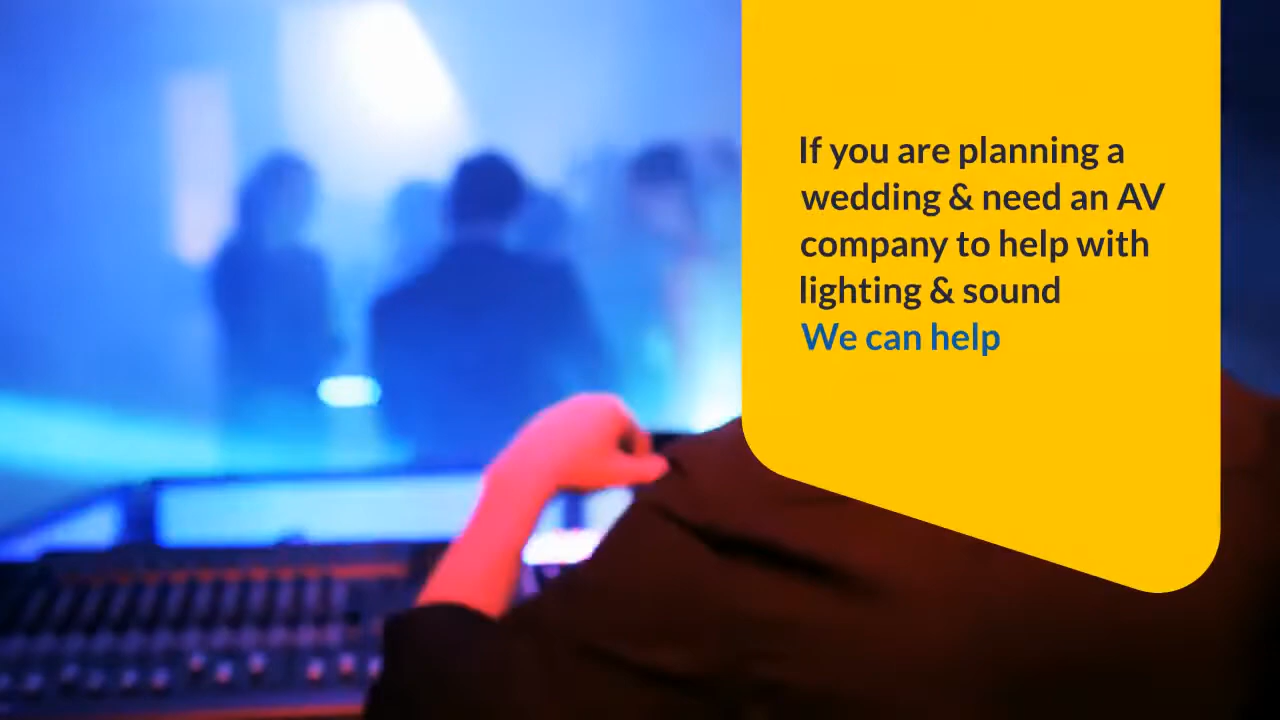 If you are planning a
wedding & need an AV
company to help with
lighting & sound
We can help